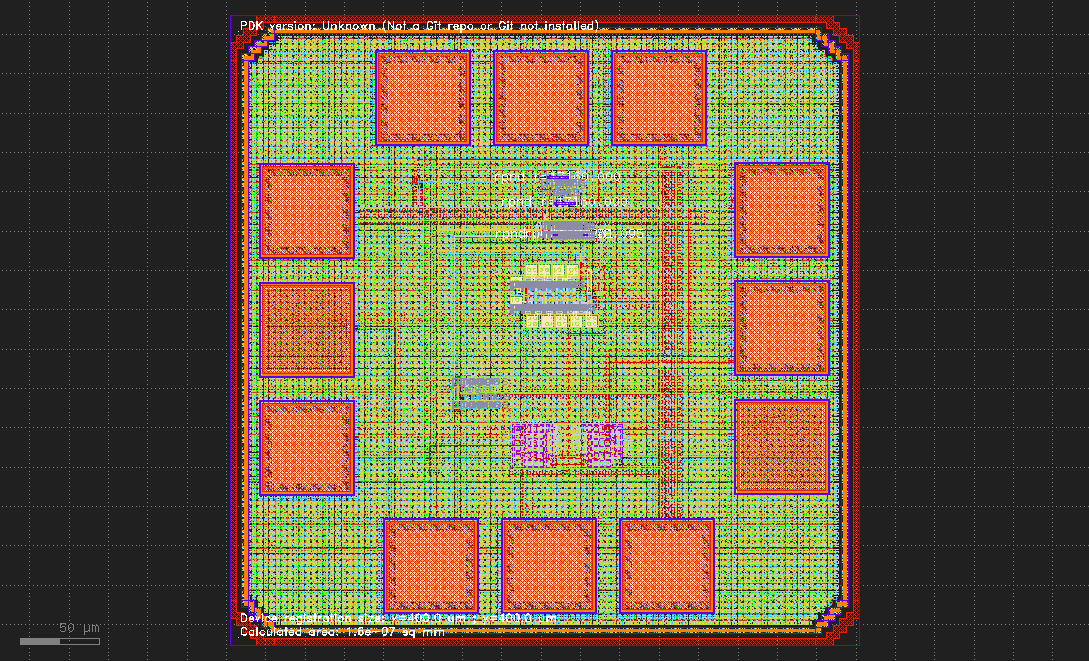 PDK version: Unknown (Not a Git repo or Git not installed)
Device registration size: x=400.0 um ; y=400.0 um
Calculated area: 1.6e-07 sq mm
50 µm